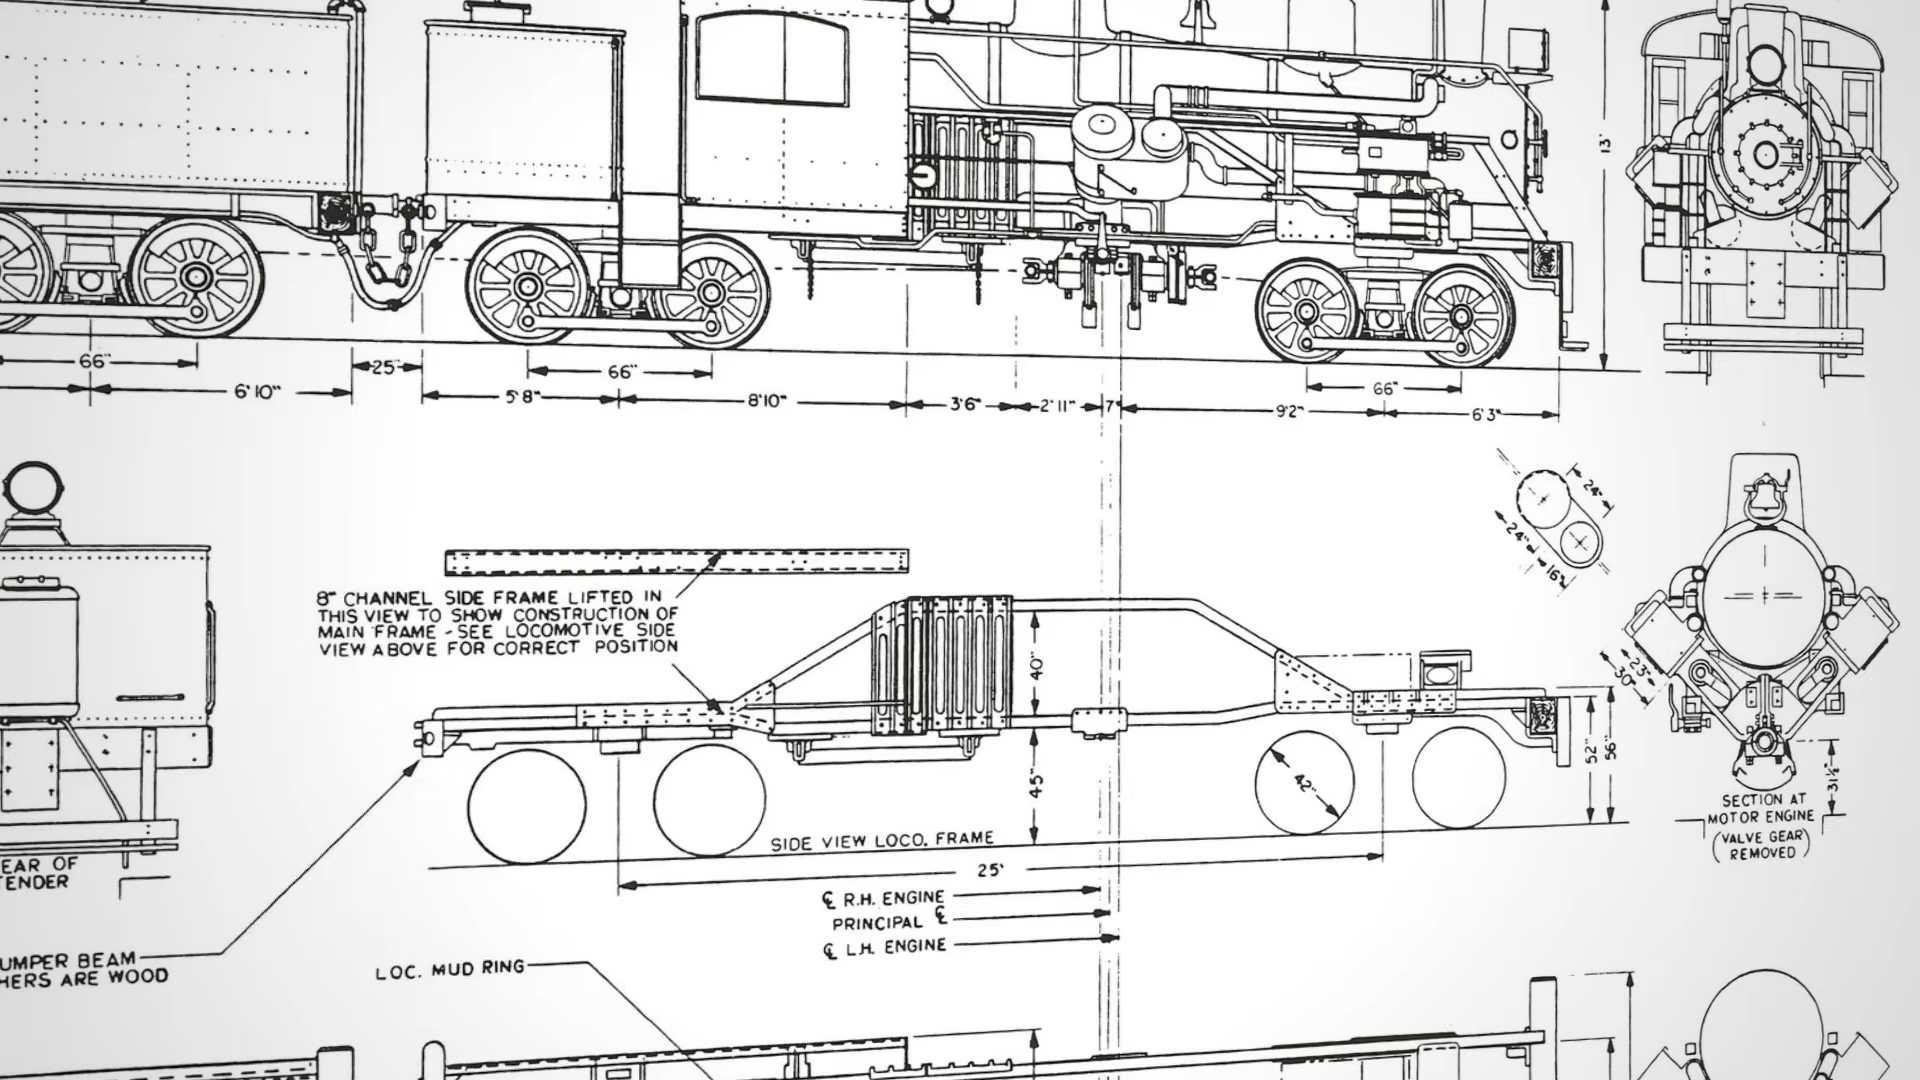 13'
66"
25"
66"
66"
6'10"
5'8"
8'10"
3'6"
2'11"
7"
9'2"
6'3"
24"
24"
16"
8" CHANNEL SIDE FRAME LIFTED IN
THIS VIEW TO SHOW CONSTRUCTION OF
MAIN FRAME - SEE LOCOMOTIVE SIDE
VIEW ABOVE FOR CORRECT POSITION
40"
23"
30"
45"
42"
52"
56"
31½"
SECTION AT
MOTOR ENGINE
(VALVE GEAR
REMOVED)
SIDE VIEW LOCO. FRAME
25'
EAR OF
TENDER
℄ R.H. ENGINE
PRINCIPAL ℄
℄ L.H. ENGINE
UMPER BEAM
HERS ARE WOOD
LOC. MUD RING